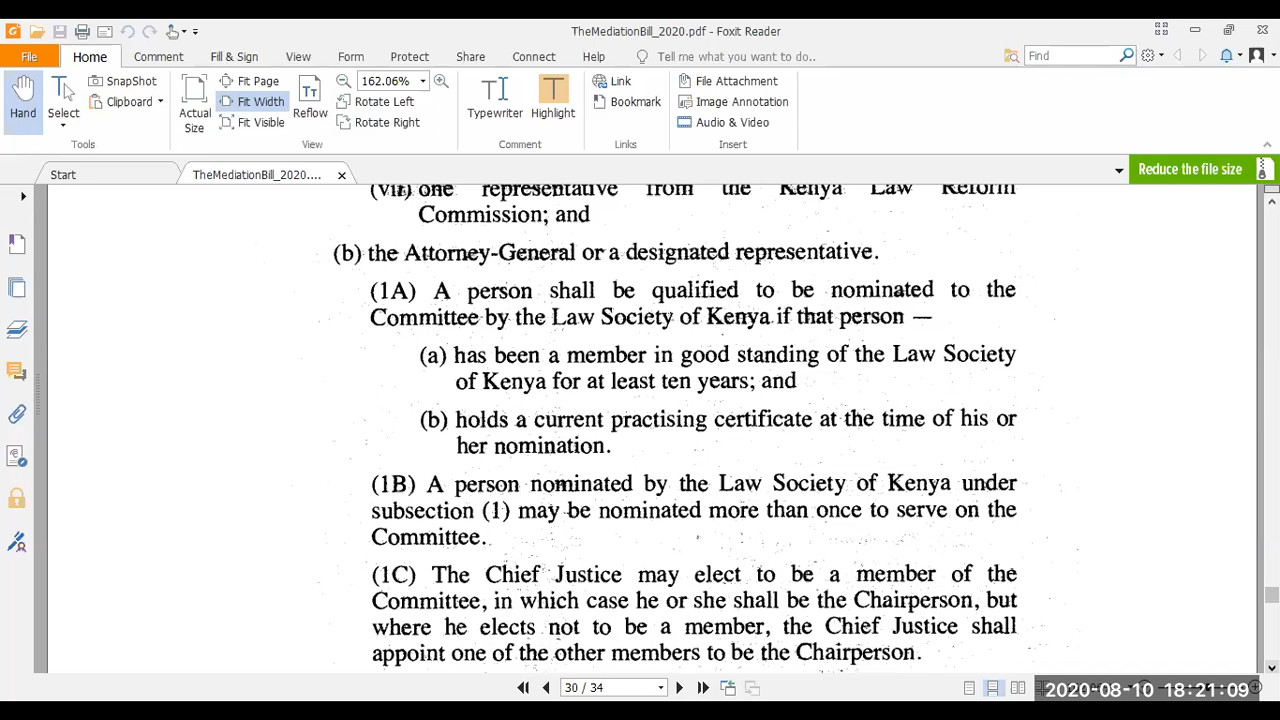 TheMediationBill_2020.pdf - Foxit Reader
File Home Comment Fill & Sign View Form Protect Share Connect Help Tell me what you want to do.. Find
Hand
Select
SnapShot
Clipboard
Actual Size
Fit Page
Fit Width
Fit Visible
Reflow
162.06%
Rotate Left
Rotate Right
Typewriter
Highlight
Link
Bookmark
File Attachment
Image Annotation
Audio & Video
Tools View Comment Links Insert
Start TheMediationBill_2020.... Reduce the file size
(vii) one representative from the Kenya Law Reform
Commission; and
(b) the Attorney-General or a designated representative.
(1A) A person shall be qualified to be nominated to the
Committee by the Law Society of Kenya if that person —
(a) has been a member in good standing of the Law Society
of Kenya for at least ten years; and
(b) holds a current practising certificate at the time of his or
her nomination.
(1B) A person nominated by the Law Society of Kenya under
subsection (1) may be nominated more than once to serve on the
Committee.
(1C) The Chief Justice may elect to be a member of the
Committee, in which case he or she shall be the Chairperson, but
where he elects not to be a member, the Chief Justice shall
appoint one of the other members to be the Chairperson.
30 / 34
2020-08-10 18:21:09